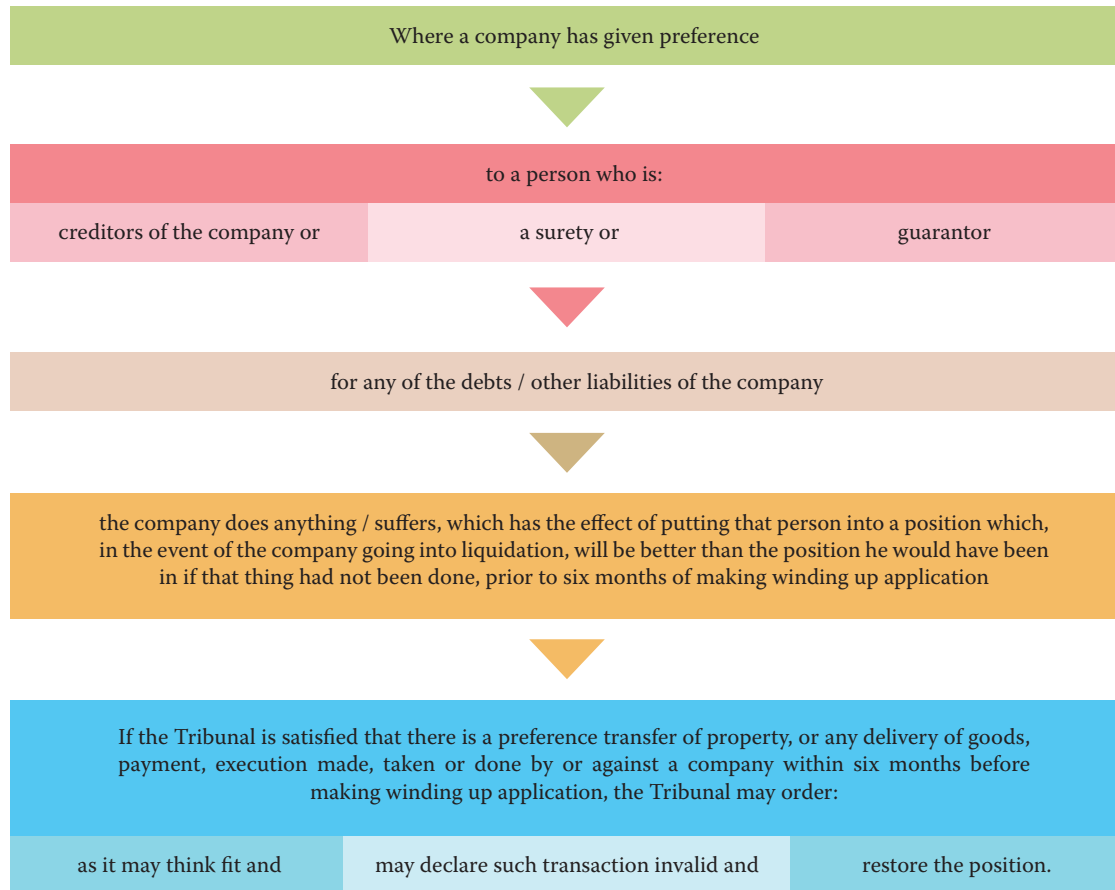 Where a company has given preference
to a person who is:
creditors of the company or
a surety or
guarantor
for any of the debts / other liabilities of the company
the company does anything / suffers, which has the effect of putting that person into a position which,
in the event of the company going into liquidation, will be better than the position he would have been
in if that thing had not been done, prior to six months of making winding up application
If the Tribunal is satisfied that there is a preference transfer of property, or any delivery of goods,
payment, execution made, taken or done by or against a company within six months before
making winding up application, the Tribunal may order:
as it may think fit and
may declare such transaction invalid and
restore the position.